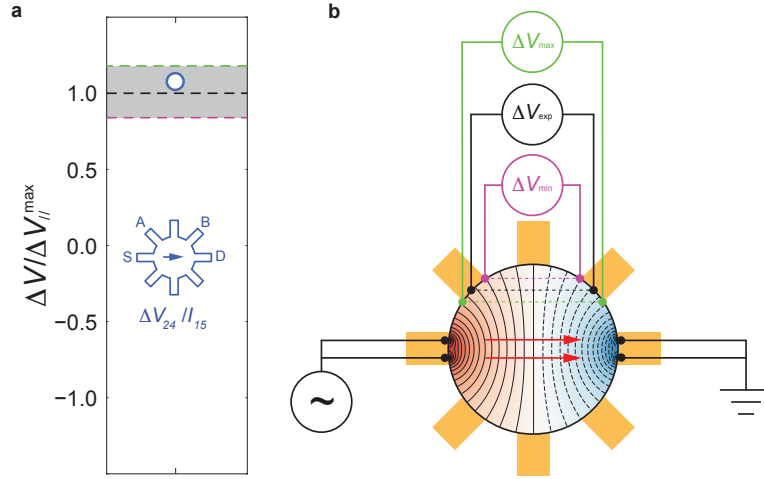 a
b
ΔV/ΔV//max
1.0
0.5
0.0
−0.5
−1.0
A
B
S
D
ΔV24 /I15
ΔVmax
ΔVexp
ΔVmin
~